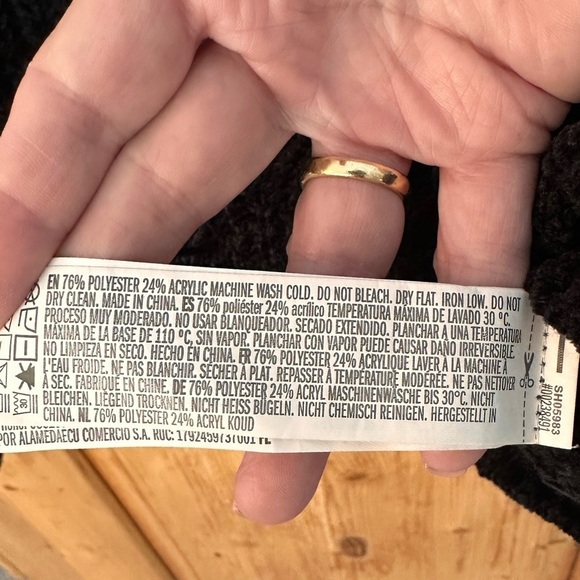 EN 76% POLYESTER 24% ACRYLIC MACHINE WASH COLD. DO NOT BLEACH. DRY FLAT. IRON LOW. DO NOT
DRY CLEAN. MADE IN CHINA. ES 76% poliéster 24% acrílico TEMPERATURA MÁXIMA DE LAVADO 30 °C.
PROCESO MUY MODERADO. NO USAR BLANQUEADOR. SECADO EXTENDIDO. PLANCHAR A UNA TEMPERATURA
MÁXIMA DE LA BASE DE 110 °C, SIN VAPOR. PLANCHAR CON VAPOR PUEDE CAUSAR DAÑO IRREVERSIBLE.
NO LIMPIEZA EN SECO. HECHO EN CHINA. FR 76% POLYESTER 24% ACRYLIQUE LAVER A LA MACHINE À
L'EAU FROIDE. NE PAS BLANCHIR. SÉCHER À PLAT. REPASSER À TEMPÉRATURE MODÉRÉE. NE PAS NETTOYER
À SEC. FABRIQUÉ EN CHINE. DE 76% POLYESTER 24% ACRYL MASCHINENWÄSCHE BIS 30°C. NICHT
BLEICHEN. LIEGEND TROCKNEN. NICHT HEISS BÜGELN. NICHT CHEMISCH REINIGEN. HERGESTELLT IN
CHINA. NL 76% POLYESTER 24% ACRYL KOUD
POR ALAMEDAECU COMERCIO S.A. RUC: 1792459737001 PL
30
SH05983
#00238491